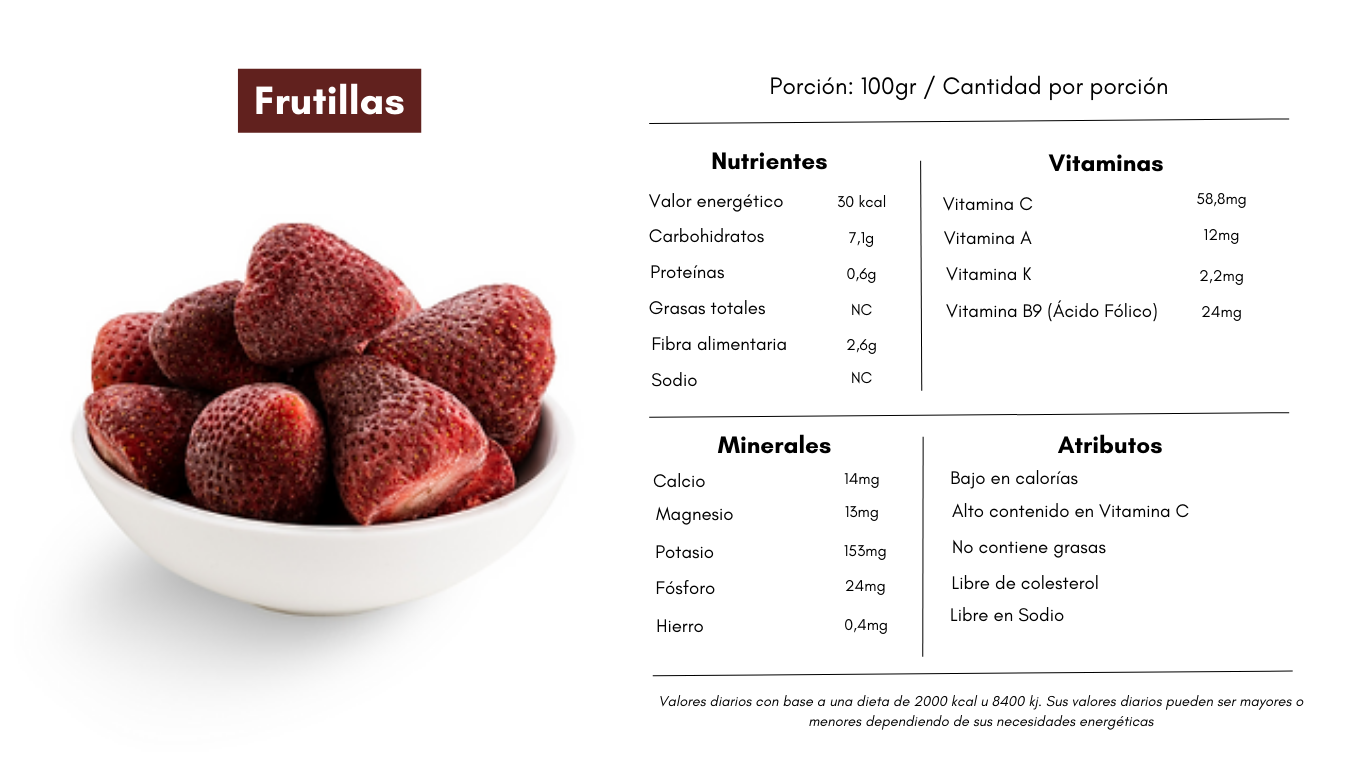 Frutillas
Porción: 100gr / Cantidad por porción
Nutrientes
Valor energético 30 kcal
Carbohidratos 7,1g
Proteínas 0,6g
Grasas totales NC
Fibra alimentaria 2,6g
Sodio NC
Vitaminas
Vitamina C 58,8mg
Vitamina A 12mg
Vitamina K 2,2mg
Vitamina B9 (Ácido Fólico) 24mg
Minerales
Calcio 14mg
Magnesio 13mg
Potasio 153mg
Fósforo 24mg
Hierro 0,4mg
Atributos
Bajo en calorías
Alto contenido en Vitamina C
No contiene grasas
Libre de colesterol
Libre en Sodio
Valores diarios con base a una dieta de 2000 kcal u 8400 kj. Sus valores diarios pueden ser mayores o
menores dependiendo de sus necesidades energéticas